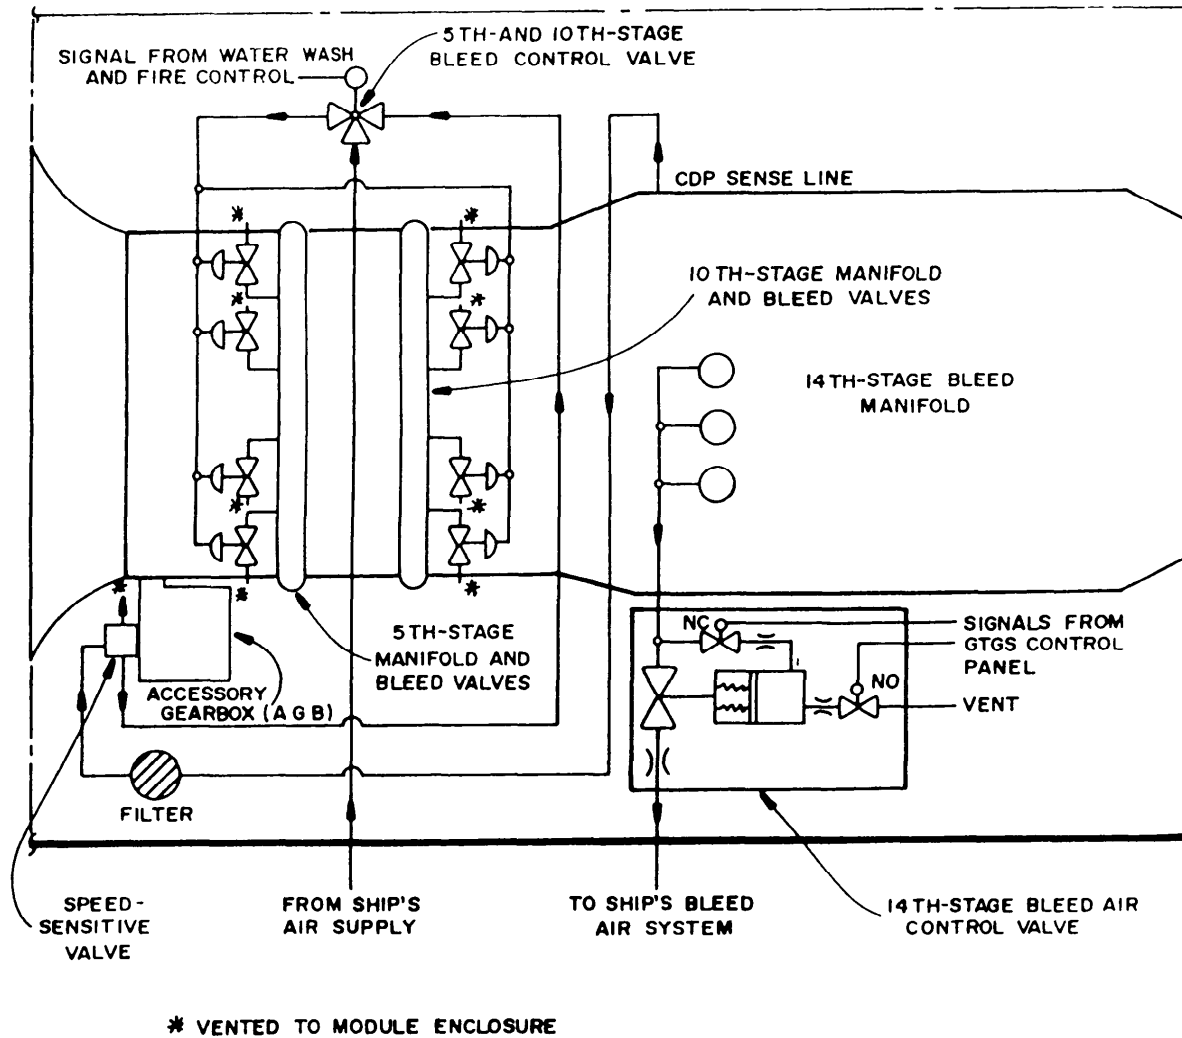 5TH-AND 10TH-STAGE
BLEED CONTROL VALVE
SIGNAL FROM WATER WASH
AND FIRE CONTROL
CDP SENSE LINE
10TH-STAGE MANIFOLD
AND BLEED VALVES
14TH-STAGE BLEED
MANIFOLD
NC
SIGNALS FROM
GTGS CONTROL
PANEL
NO
VENT
5TH-STAGE
MANIFOLD AND
BLEED VALVES
ACCESSORY
GEARBOX (AGB)
FILTER
SPEED-
SENSITIVE
VALVE
FROM SHIP'S
AIR SUPPLY
TO SHIP'S BLEED
AIR SYSTEM
14TH-STAGE BLEED AIR
CONTROL VALVE
* VENTED TO MODULE ENCLOSURE